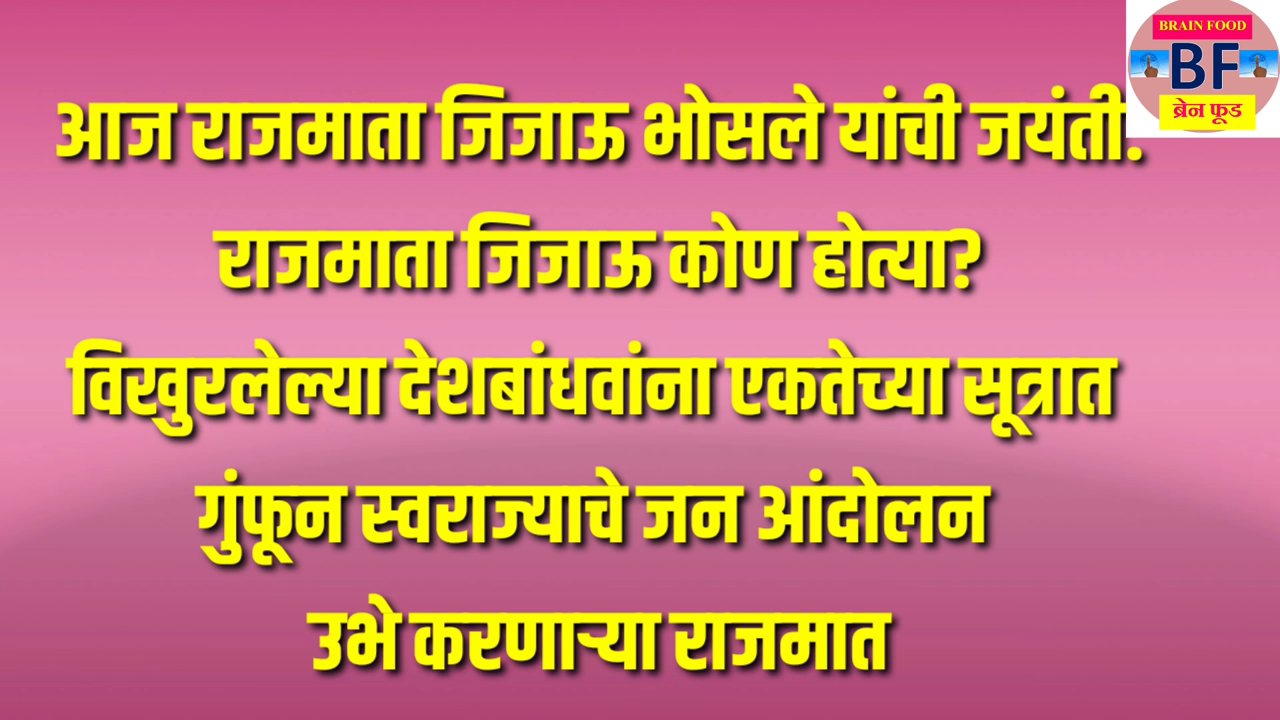 BRAIN FOOD
BF
ब्रेन फूड
आज राजमाता जिजाऊ भोसले यांची जयंती.
राजमाता जिजाऊ कोण होत्या?
विखुरलेल्या देशबांधवांना एकतेच्या सूत्रात
गुंफून स्वराज्याचे जन आंदोलन
उभे करणाऱ्या राजमात